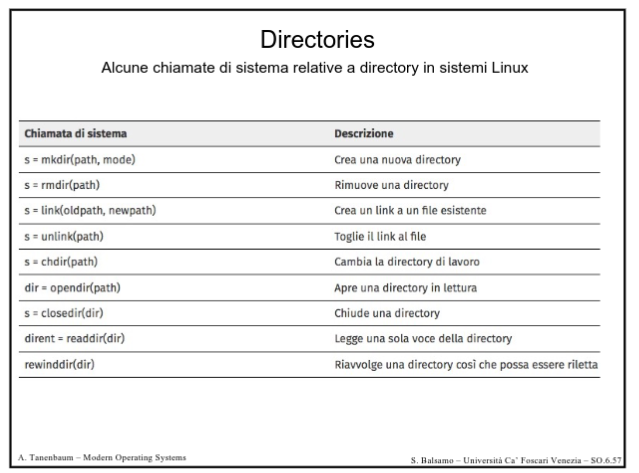 Directories
Alcune chiamate di sistema relative a directory in sistemi Linux
Chiamata di sistema Descrizione
s = mkdir(path, mode) Crea una nuova directory
s = rmdir(path) Rimuove una directory
s = link(oldpath, newpath) Crea un link a un file esistente
s = unlink(path) Toglie il link al file
s = chdir(path) Cambia la directory di lavoro
dir = opendir(path) Apre una directory in lettura
s = closedir(dir) Chiude una directory
dirent = readdir(dir) Legge una sola voce della directory
rewinddir(dir) Riavvolge una directory così che possa essere riletta
A. Tanenbaum – Modern Operating Systems
S. Balsamo – Università Ca' Foscari Venezia – SO.6.57